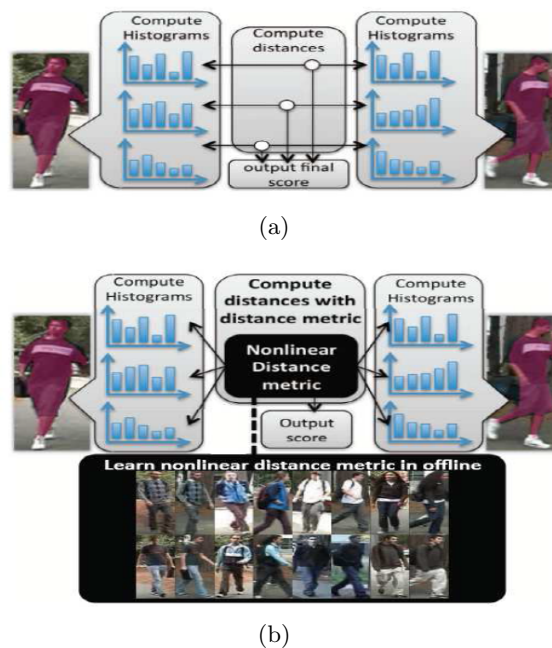 Compute
Histograms
Compute
distances
Compute
Histograms
output final
score
(a)
Compute
Histograms
Compute
distances with
distance metric
Compute
Histograms
Nonlinear
Distance
metric
Output
score
Learn nonlinear distance metric in offline
(b)